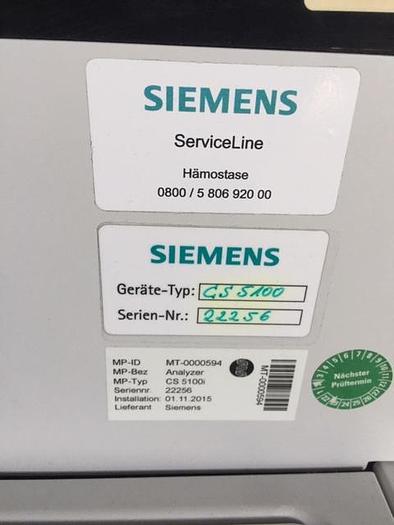 SIEMENS
ServiceLine
Hämostase
0800 / 5 806 920 00
SIEMENS
Geräte-Typ: CS 5100
Serien-Nr.: 22256
MP-ID MT-0000594
MP-Bez Analyzer
MP-Typ CS 5100i
Seriennr 22256
Installation: 01.11.2015
Lieferant Siemens
MT-0000594
Nächster
Prüftermin